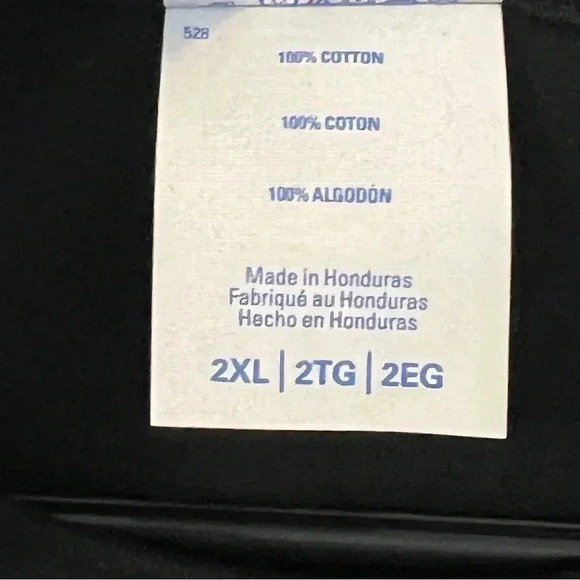 528
100% COTTON
100% COTON
100% ALGODÓN
Made in Honduras
Fabriqué au Honduras
Hecho en Honduras
2XL | 2TG | 2EG